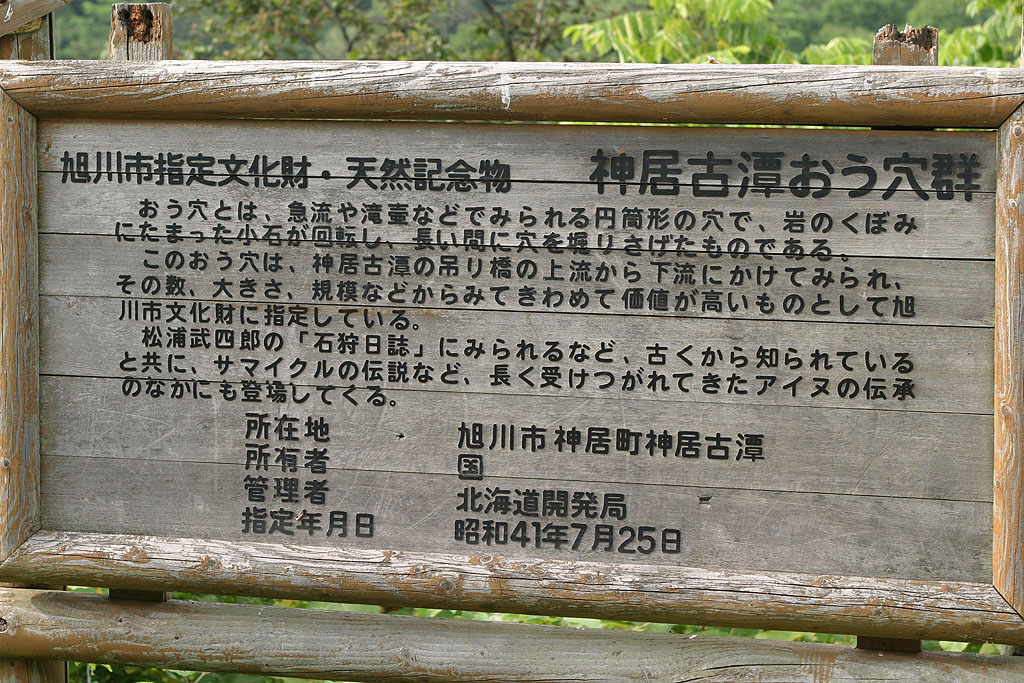 旭川市指定文化財・天然記念物 神居古潭おう穴群
おう穴とは、急流や滝壷などでみられる円筒形の穴で、岩のくぼみ
にたまった小石が回転し、長い間に穴を堀りさげたものである。
このおう穴は、神居古潭の吊り橋の上流から下流にかけてみられ、
その数、大きさ、規模などからみてきわめて価値が高いものとして旭
川市文化財に指定している。
松浦武四郎の「石狩日誌」にみられるなど、古くから知られている
と共に、サマイクルの伝説など、長く受けつがれてきたアイヌの伝承
のなかにも登場してくる。
所在地 旭川市神居町神居古潭
所有者 国
管理者 北海道開発局
指定年月日 昭和41年7月25日